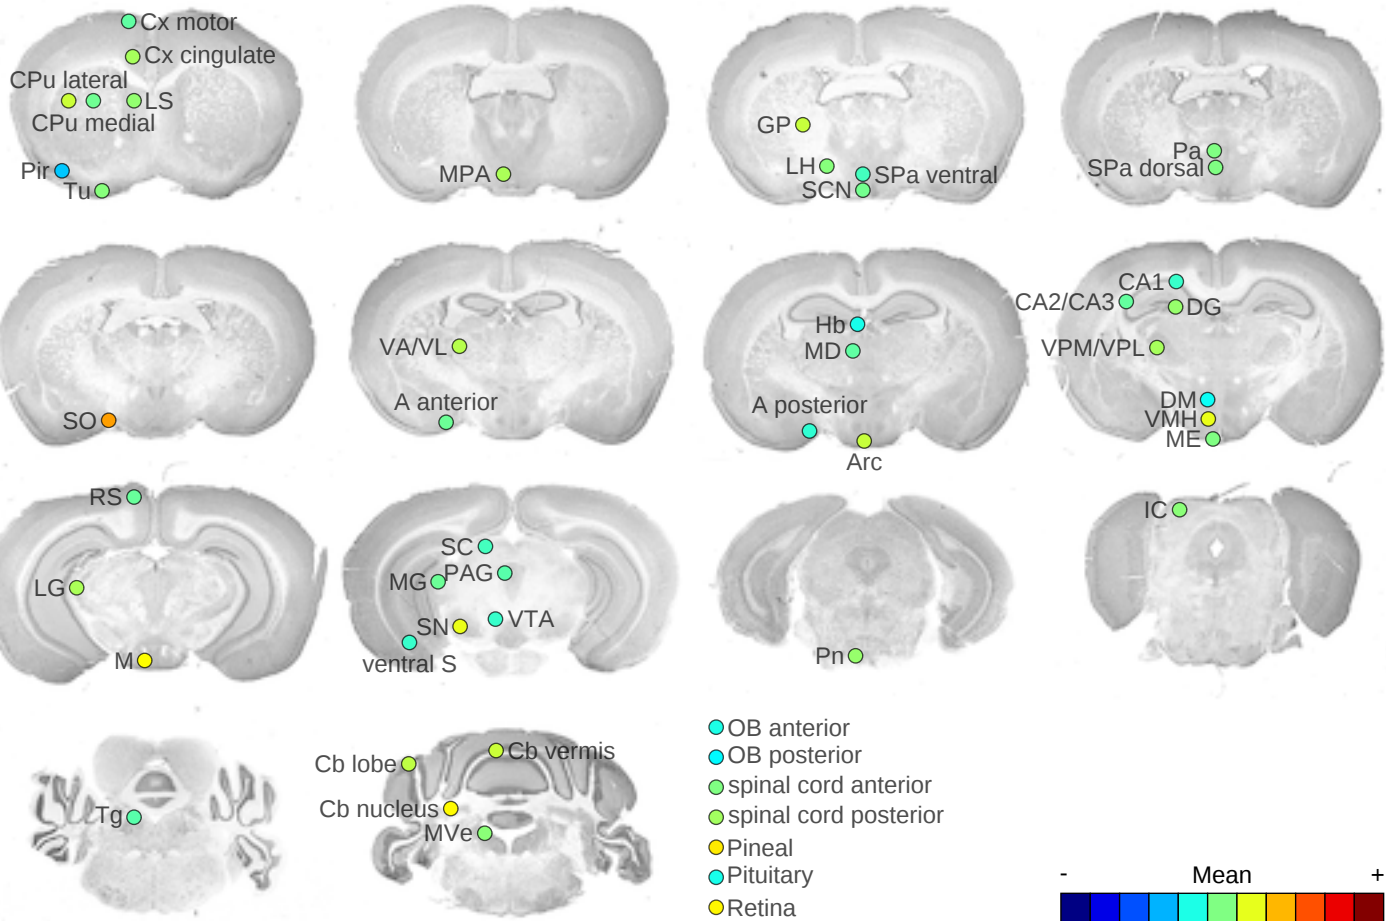 Cx motor
Cx cingulate
CPu lateral
LS
CPu medial
Pir
Tu
MPA
GP
LH
SPa ventral
SCN
Pa
SPa dorsal
SO
VA/VL
A anterior
Hb
MD
A posterior
Arc
CA1
CA2/CA3
DG
VPM/VPL
DM
VMH
ME
RS
LG
M
SC
MG
PAG
SN
VTA
ventral S
Pn
IC
Tg
Cb lobe
Cb vermis
Cb nucleus
MVe
OB anterior
OB posterior
spinal cord anterior
spinal cord posterior
Pineal
Pituitary
Retina
- Mean +